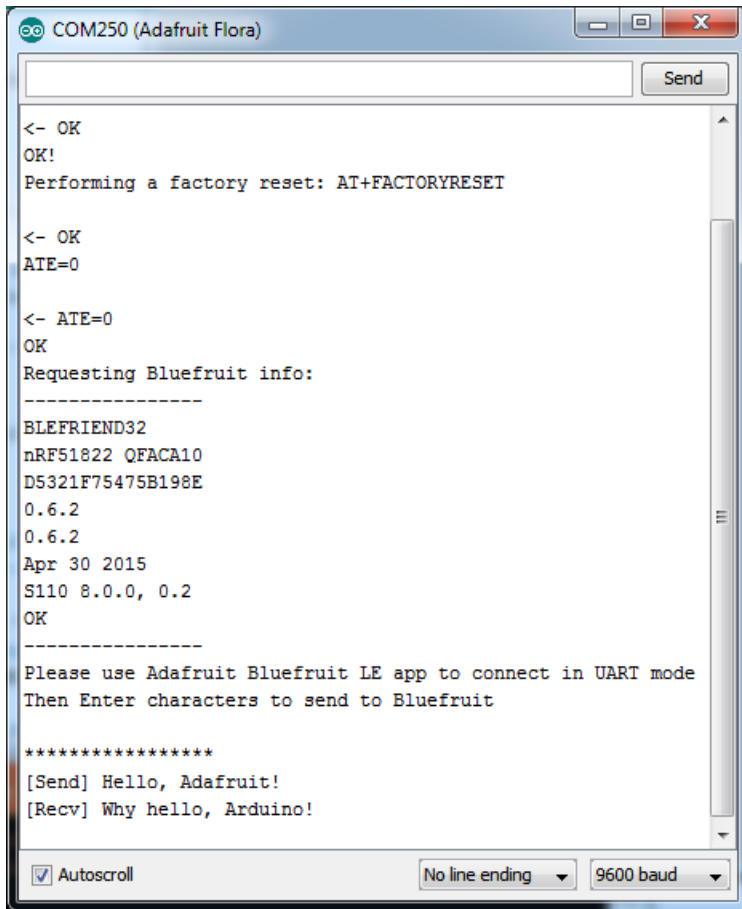 COM250 (Adafruit Flora)
Send
<- OK
OK!
Performing a factory reset: AT+FACTORYRESET
<- OK
ATE=0
<- ATE=0
OK
Requesting Bluefruit info:
----------------
BLEFRIEND32
nRF51822 QFACA10
D5321F75475B198E
0.6.2
0.6.2
Apr 30 2015
S110 8.0.0, 0.2
OK
----------------
Please use Adafruit Bluefruit LE app to connect in UART mode
Then Enter characters to send to Bluefruit
*****************
[Send] Hello, Adafruit!
[Recv] Why hello, Arduino!
Autoscroll No line ending 9600 baud